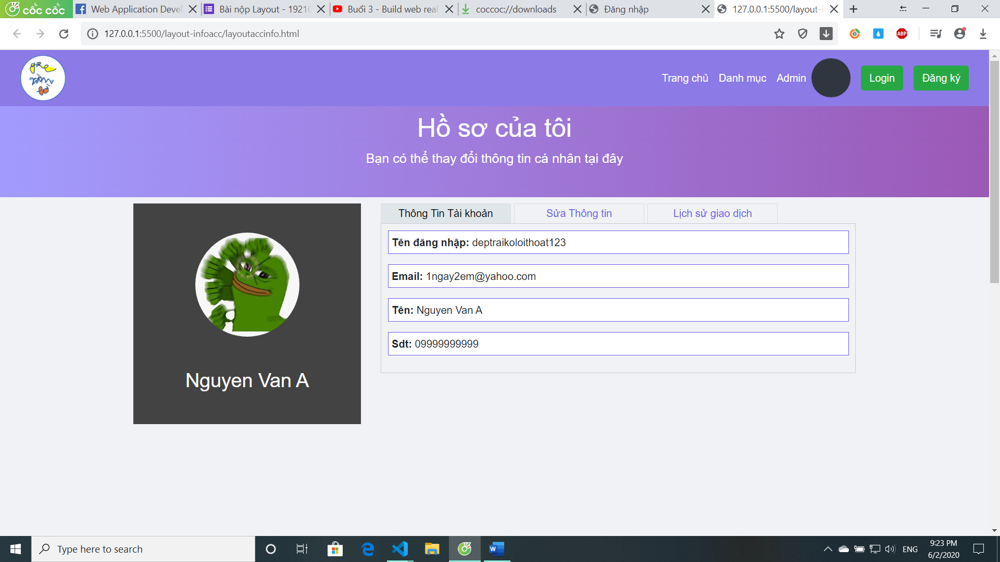 cốc cốc
Web Application Devel
Bài nộp Layout - 1921
Buổi 3 - Build web real
coccoc://downloads
Đăng nhập
127.0.0.1:5500/layout-i
127.0.0.1:5500/layout-infoacc/layoutaccinfo.html
ABP
Trang chủ
Danh mục
Admin
Login
Đăng ký
Hồ sơ của tôi
Bạn có thể thay đổi thông tin cá nhân tại đây
Nguyen Van A
Thông Tin Tài khoản
Sửa Thông tin
Lịch sử giao dịch
Tên đăng nhập: deptraikoloithoat123
Email: 1ngay2em@yahoo.com
Tên: Nguyen Van A
Sdt: 09999999999
Type here to search
W
ENG
9:23 PM
6/2/2020